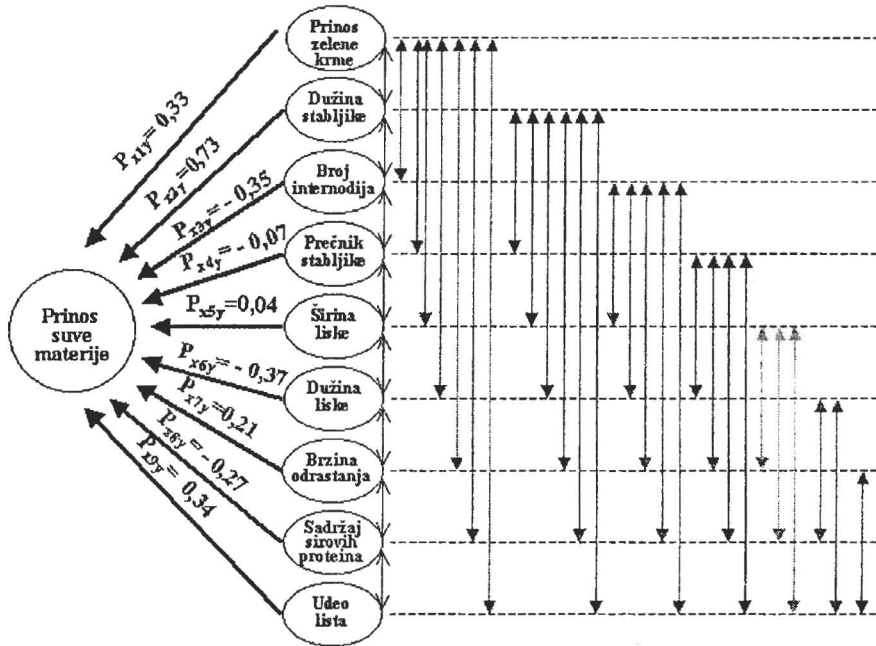 Prinos
zelene
krme
Dužina
stabljike
Broj
internodija
Prečnik
stabljike
Širina
liske
Dužina
liske
Brzina
odrastanja
Sadržaj
sirovih
proteina
Udeo
lista
Prinos
suve
materije
Px1y= 0,33
Px2y= 0,73
Px3y= - 0,35
Px4y= - 0,07
Px5y=0,04
Px6y= - 0,37
Px7y=0,21
Px8y= - 0,27
Px9y= 0,34